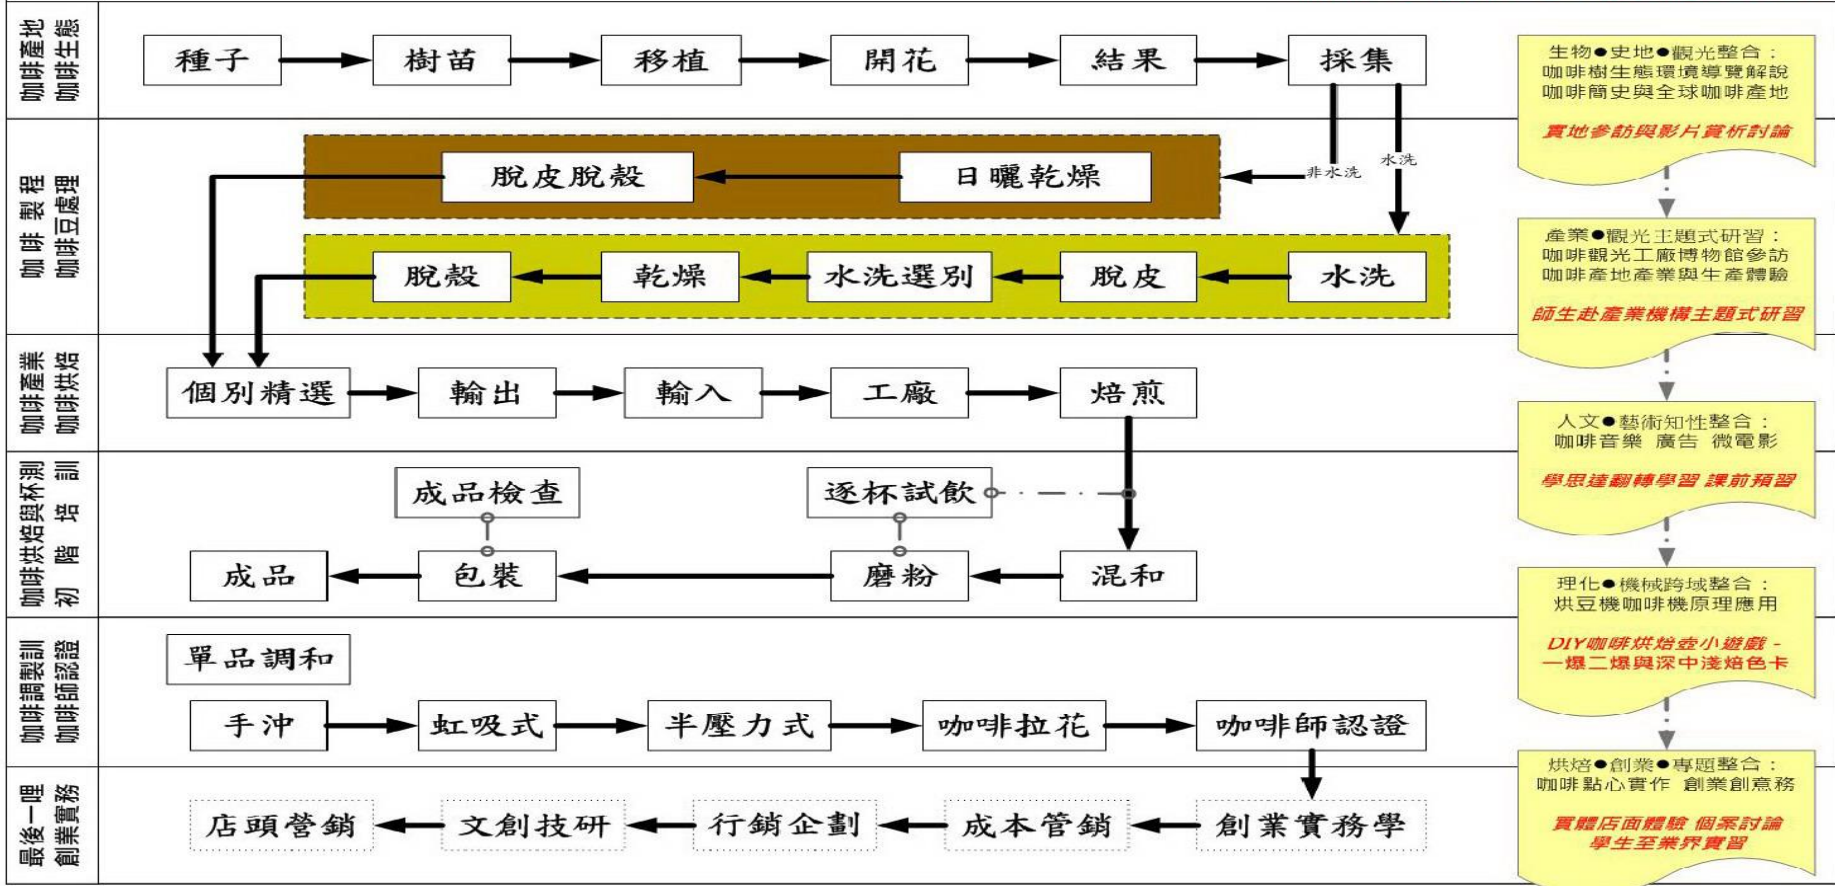 咖啡產地
咖啡生態
種子
樹苗
移植
開花
結果
採集
生物●史地●觀光整合：
咖啡樹生態環境導覽解說
咖啡簡史與全球咖啡產地
實地參訪與影片賞析討論
咖啡 製程
咖啡豆處理
脫皮脫殼
日曬乾燥
非水洗
水洗
脫殼
乾燥
水洗選別
脫皮
水洗
產業●觀光主題式研習：
咖啡觀光工廠博物館參訪
咖啡產地產業與生產體驗
師生赴產業機構主題式研習
咖啡產業
咖啡烘焙
個別精選
輸出
輸入
工廠
焙煎
人文●藝術知性整合：
咖啡音樂 廣告 微電影
學思達翻轉學習 課前預習
咖啡烘焙與杯測
初 階 培 訓
成品檢查
逐杯試飲
成品
包裝
磨粉
混和
理化●機械跨域整合：
烘豆機咖啡機原理應用
DIY咖啡烘焙壺小遊戲 -
一爆二爆與深中淺焙色卡
咖啡調製訓
咖啡師認證
單品調和
手沖
虹吸式
半壓力式
咖啡拉花
咖啡師認證
烘焙●創業●專題整合：
咖啡點心實作 創業創意務
實體店面體驗 個案討論
學生至業界實習
最後一哩
創業實務
店頭營銷
文創技研
行銷企劃
成本管銷
創業實務學